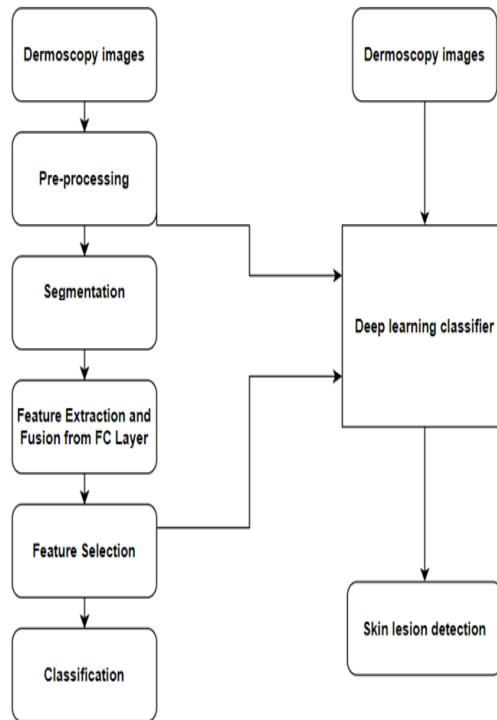 Dermoscopy images
Pre-processing
Segmentation
Feature Extraction and
Fusion from FC Layer
Feature Selection
Classification
Dermoscopy images
Deep learning classifier
Skin lesion detection